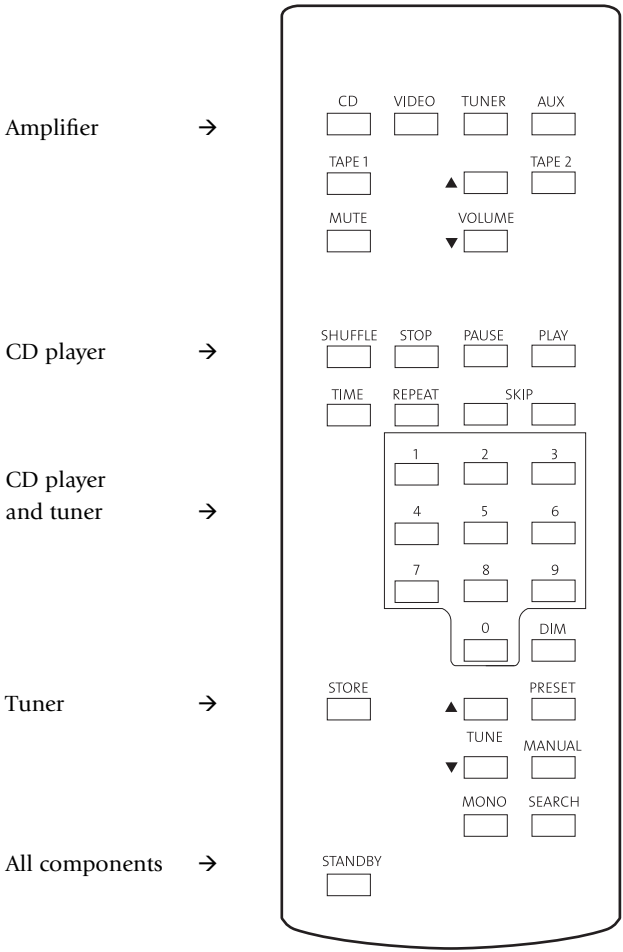 CD VIDEO TUNER AUX
Amplifier →
TAPE 1 ▲ TAPE 2
MUTE VOLUME
▼
SHUFFLE STOP PAUSE PLAY
CD player →
TIME REPEAT SKIP
1 2 3
CD player
and tuner →
4 5 6
7 8 9
0 DIM
STORE PRESET
Tuner → ▲
TUNE MANUAL
▼
MONO SEARCH
All components → STANDBY